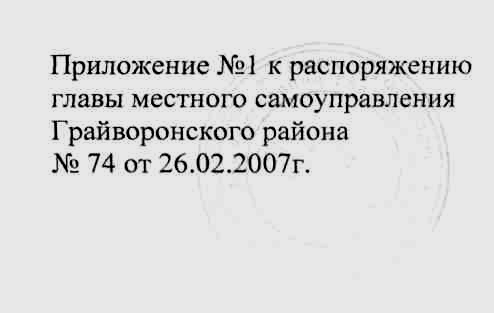 Приложение №1 к распоряжению
главы местного самоуправления
Грайворонского района
№ 74 от 26.02.2007г.